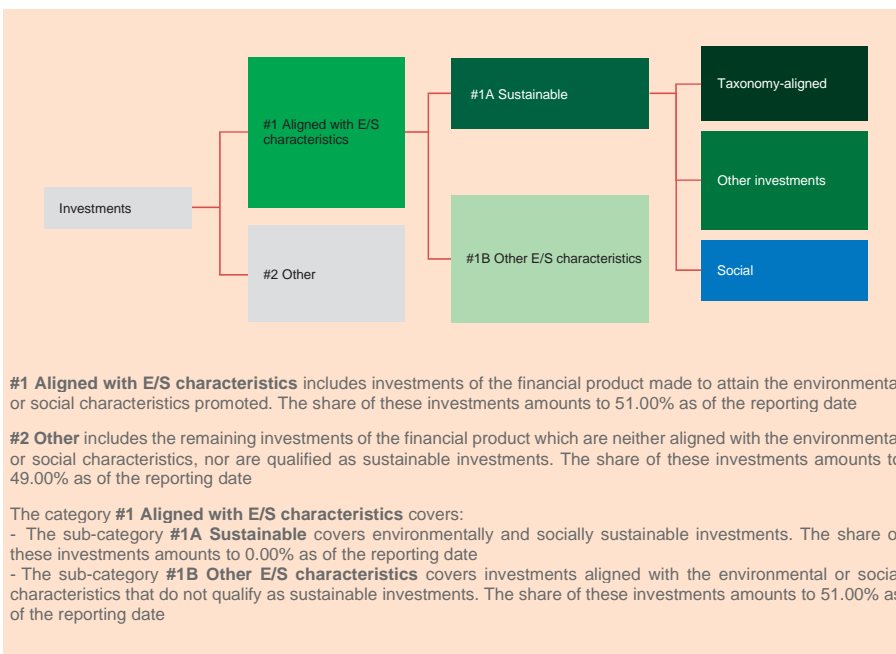 Taxonomy-aligned
#1A Sustainable
#1 Aligned with E/S
characteristics
Other investments
Investments
#1B Other E/S characteristics
#2 Other
Social
#1 Aligned with E/S characteristics includes investments of the financial product made to attain the environmenta
or social characteristics promoted. The share of these investments amounts to 51.00% as of the reporting date
#2 Other includes the remaining investments of the financial product which are neither aligned with the environmenta
or social characteristics, nor are qualified as sustainable investments. The share of these investments amounts to
49.00% as of the reporting date
The category #1 Aligned with E/S characteristics covers:
- The sub-category #1A Sustainable covers environmentally and socially sustainable investments. The share o
these investments amounts to 0.00% as of the reporting date
- The sub-category #1B Other E/S characteristics covers investments aligned with the environmental or socia
characteristics that do not qualify as sustainable investments. The share of these investments amounts to 51.00% as
of the reporting date